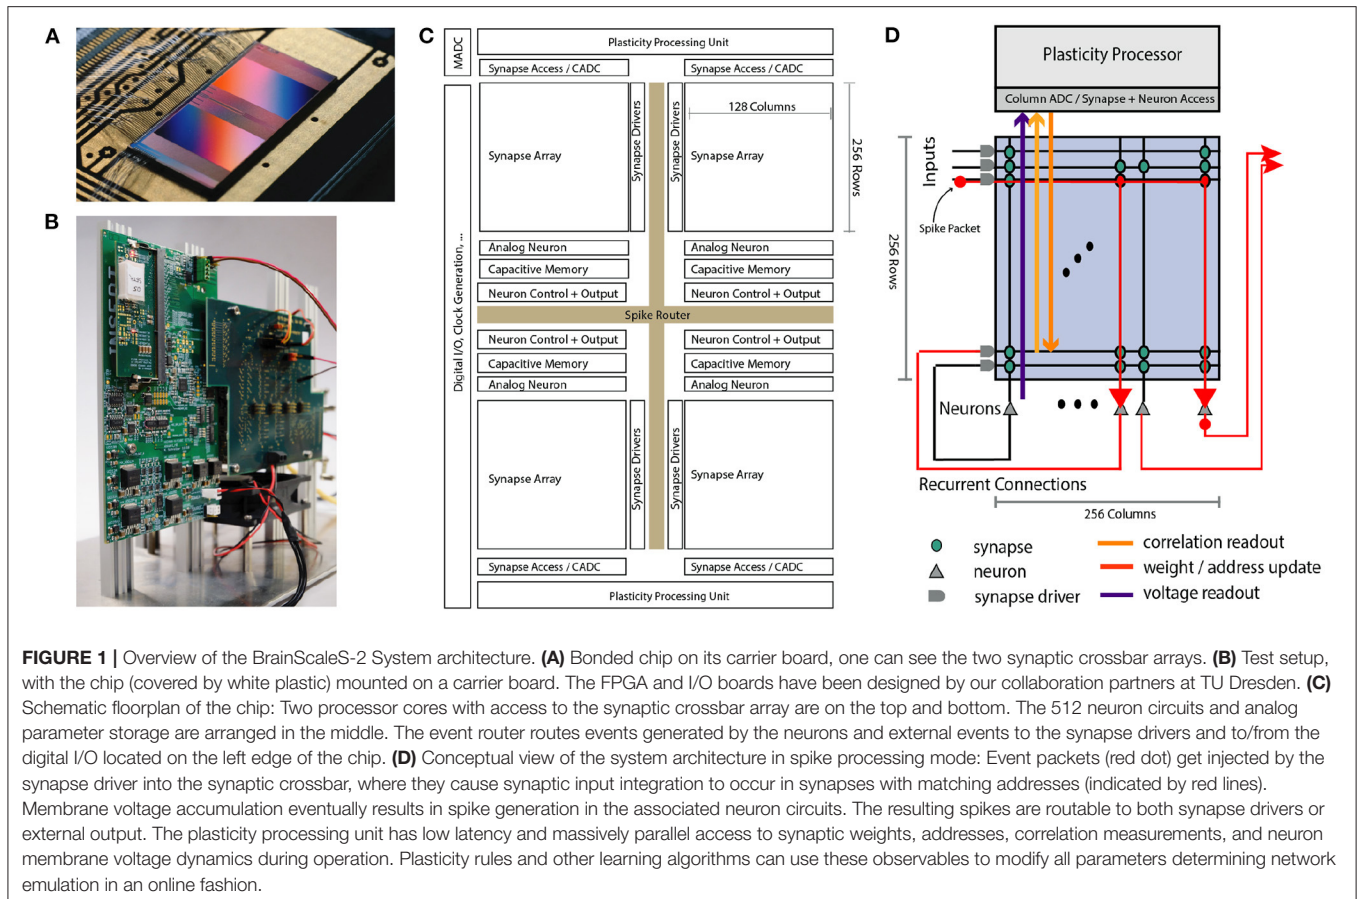 A
B
INSERT
C
MADC
Plasticity Processing Unit
Synapse Access / CADC
Synapse Access / CADC
Digital I/O, Clock Generation, ...
Synapse Array
Synapse Drivers
Synapse Drivers
128 Columns
Synapse Array
256 Rows
Analog Neuron
Analog Neuron
Capacitive Memory
Capacitive Memory
Neuron Control + Output
Neuron Control + Output
Spike Router
Neuron Control + Output
Neuron Control + Output
Capacitive Memory
Capacitive Memory
Analog Neuron
Analog Neuron
Synapse Array
Synapse Drivers
Synapse Drivers
Synapse Array
Synapse Access / CADC
Synapse Access / CADC
Plasticity Processing Unit
D
Plasticity Processor
Column ADC / Synapse + Neuron Access
Inputs
Spike Packet
256 Rows
Neurons
Recurrent Connections
256 Columns
synapse
neuron
synapse driver
correlation readout
weight / address update
voltage readout
FIGURE 1 | Overview of the BrainScaleS-2 System architecture. (A) Bonded chip on its carrier board, one can see the two synaptic crossbar arrays. (B) Test setup,
with the chip (covered by white plastic) mounted on a carrier board. The FPGA and I/O boards have been designed by our collaboration partners at TU Dresden. (C)
Schematic floorplan of the chip: Two processor cores with access to the synaptic crossbar array are on the top and bottom. The 512 neuron circuits and analog
parameter storage are arranged in the middle. The event router routes events generated by the neurons and external events to the synapse drivers and to/from the
digital I/O located on the left edge of the chip. (D) Conceptual view of the system architecture in spike processing mode: Event packets (red dot) get injected by the
synapse driver into the synaptic crossbar, where they cause synaptic input integration to occur in synapses with matching addresses (indicated by red lines).
Membrane voltage accumulation eventually results in spike generation in the associated neuron circuits. The resulting spikes are routable to both synapse drivers or
external output. The plasticity processing unit has low latency and massively parallel access to synaptic weights, addresses, correlation measurements, and neuron
membrane voltage dynamics during operation. Plasticity rules and other learning algorithms can use these observables to modify all parameters determining network
emulation in an online fashion.